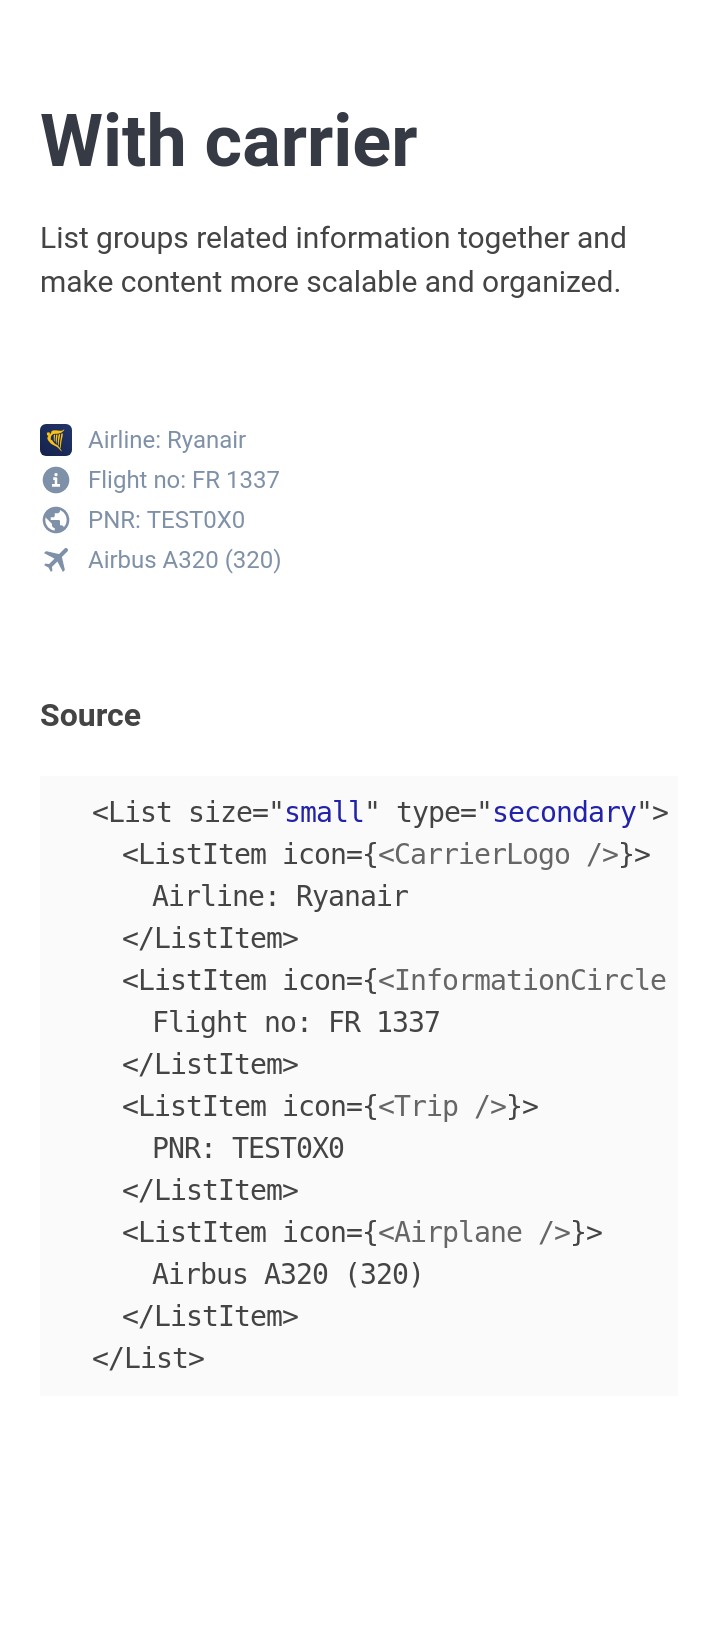 With carrier
List groups related information together and
make content more scalable and organized.
Airline: Ryanair
Flight no: FR 1337
PNR: TEST0X0
Airbus A320 (320)
Source
<List size="small" type="secondary">
<ListItem icon={<CarrierLogo />}>
Airline: Ryanair
</ListItem>
<ListItem icon={<InformationCircle
Flight no: FR 1337
</ListItem>
<ListItem icon={<Trip />}>
PNR: TEST0X0
</ListItem>
<ListItem icon={<Airplane />}>
Airbus A320 (320)
</ListItem>
</List>